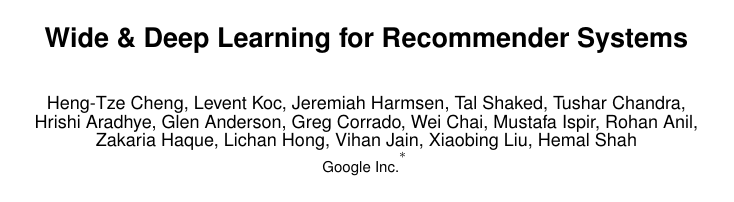 Wide & Deep Learning for Recommender Systems
Heng-Tze Cheng, Levent Koc, Jeremiah Harmsen, Tal Shaked, Tushar Chandra,
Hrishi Aradhye, Glen Anderson, Greg Corrado, Wei Chai, Mustafa Ispir, Rohan Anil,
Zakaria Haque, Lichan Hong, Vihan Jain, Xiaobing Liu, Hemal Shah
Google Inc.*